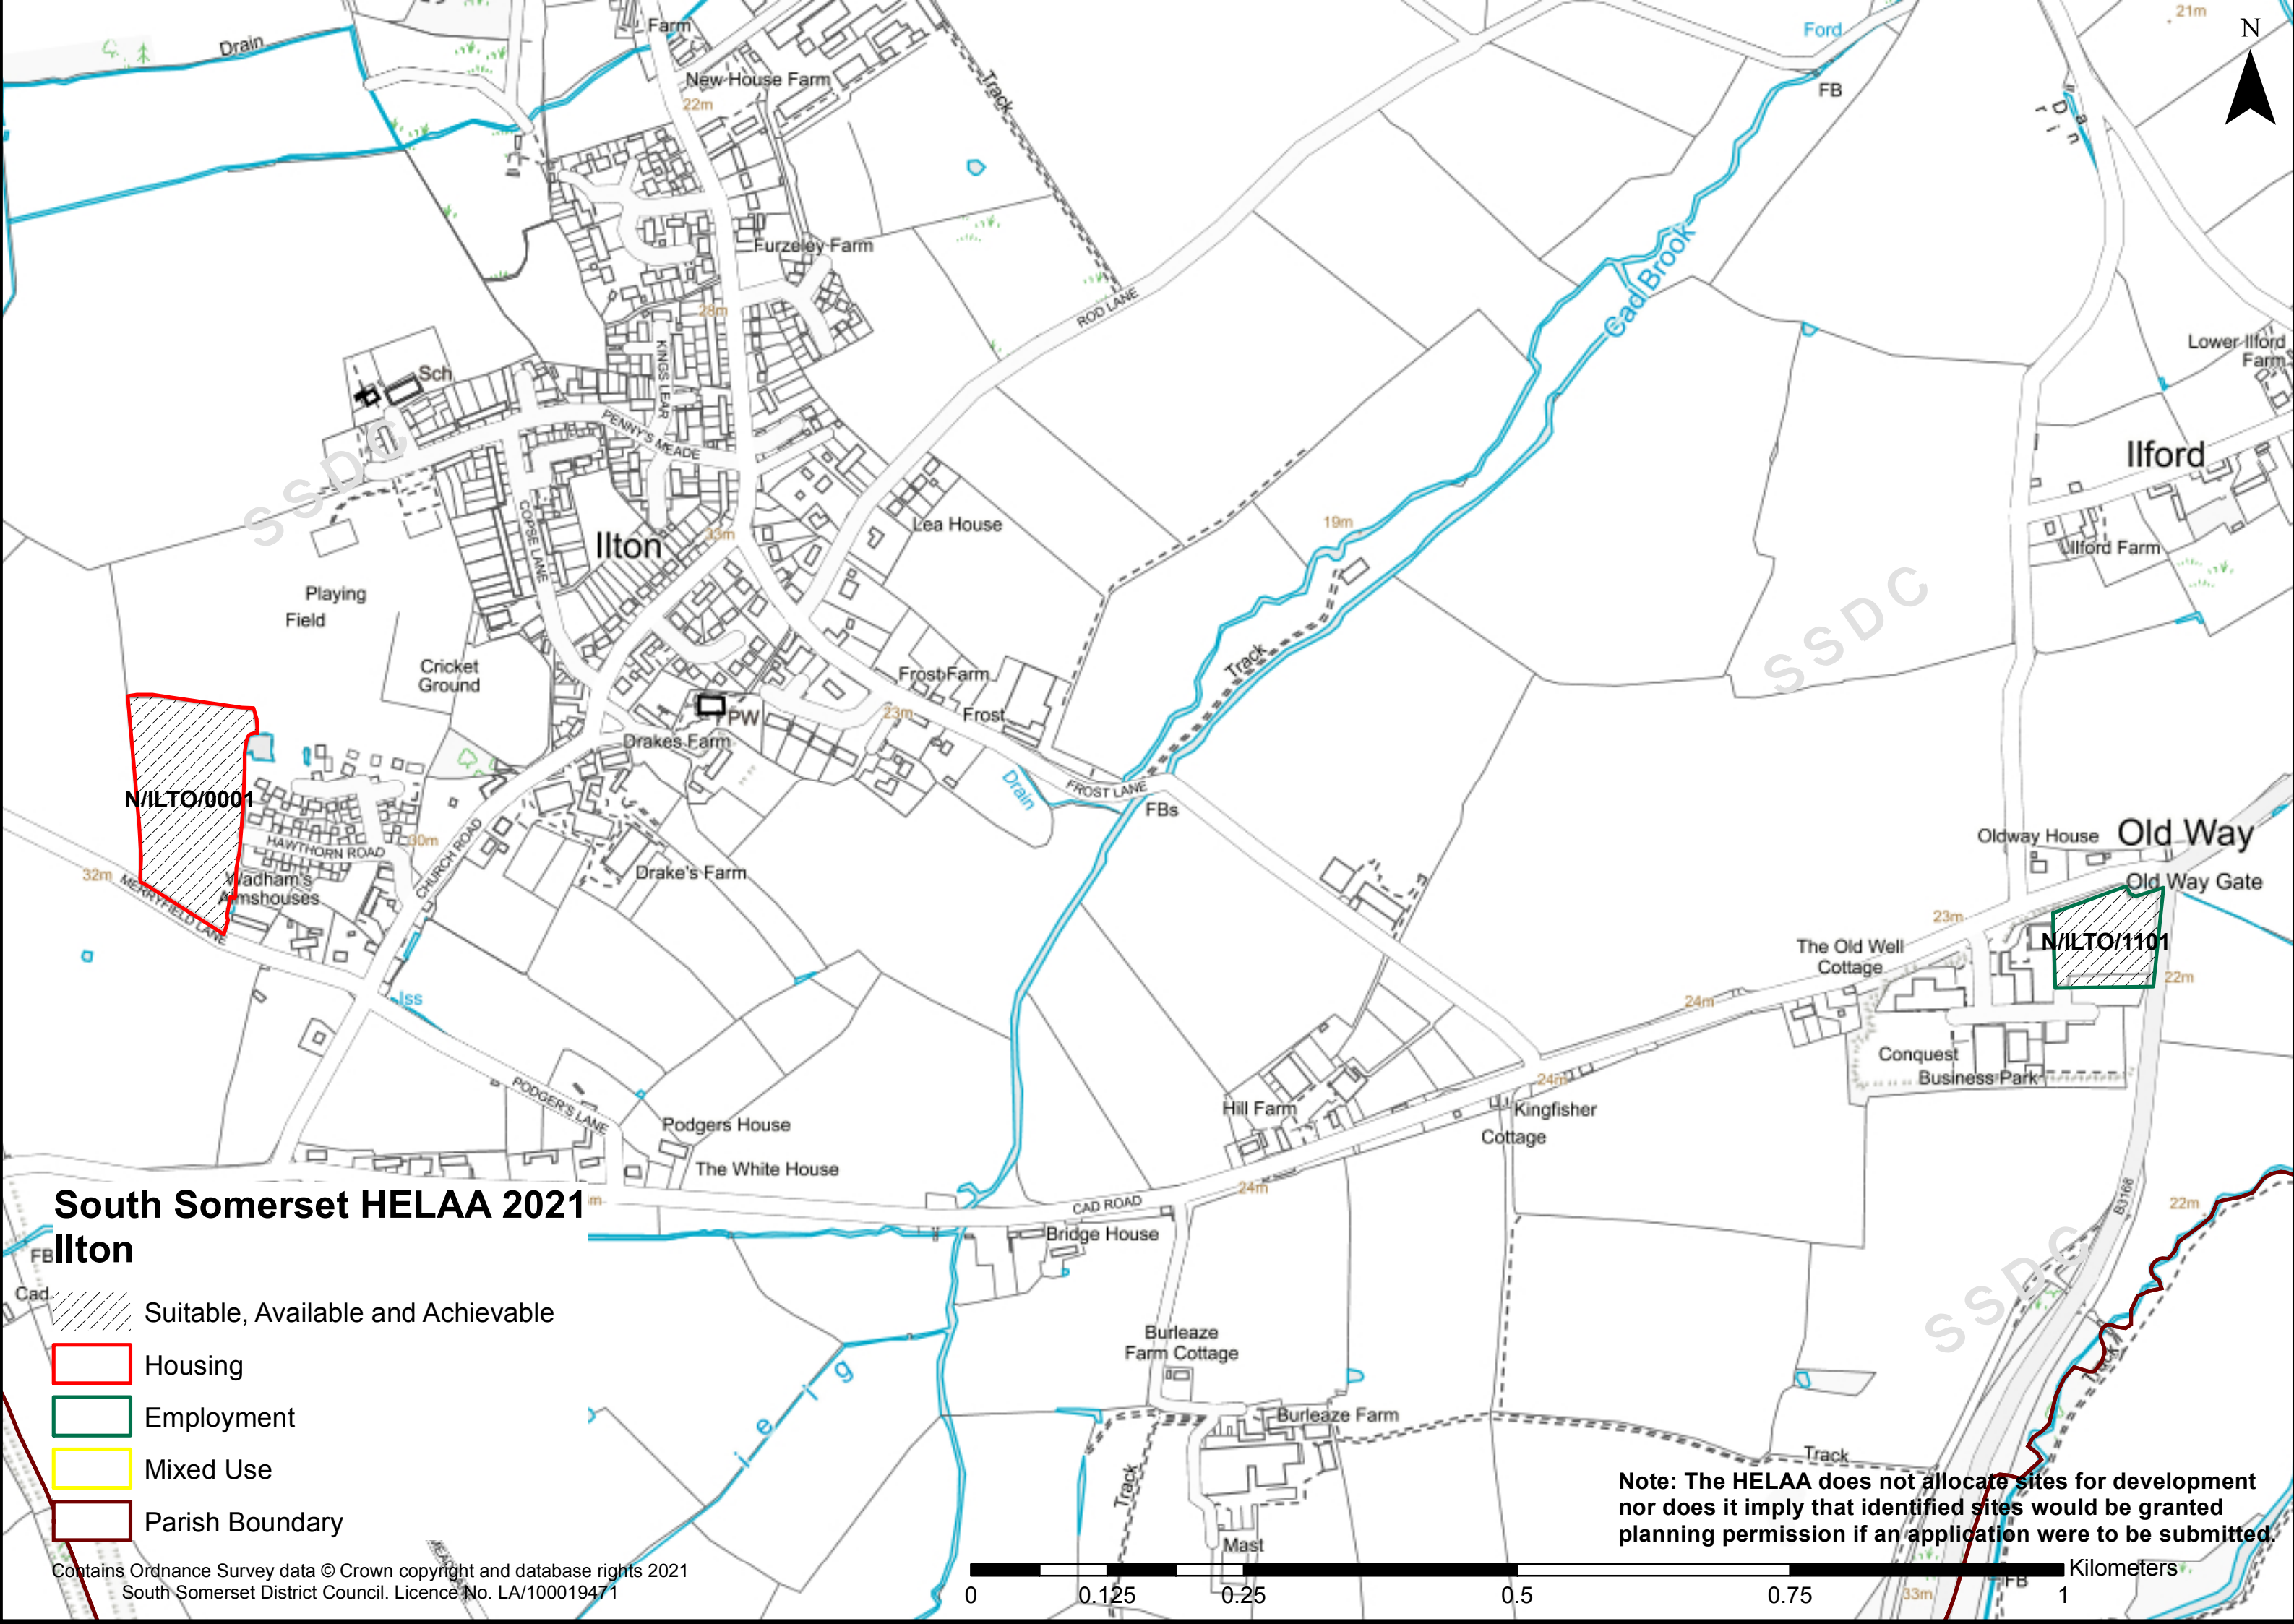 21m
Farm
Ford
N
Drain
New House Farm
Track
FB
22m
Drain
Furzeley Farm
Cad Brook
28m
ROD LANE
Lower Ilford
Farm
KINGS LEAR
Sch
PENNY'S MEADE
SSDC
Ilford
COPSE LANE
Lea House
19m
33m
Ilton
Ilford Farm
SSDC
Playing
Field
Track
Cricket
Ground
Frost Farm
Frost
23m
PW
Drakes Farm
Drain
FROST LANE
FBs
N/ILTO/0001
HAWTHORN ROAD
30m
CHURCH ROAD
Oldway House
Old Way
Drake's Farm
32m
Wadham's
Almshouses
MERRYFIELD LANE
Old Way Gate
23m
N/ILTO/1101
The Old Well
Cottage
22m
Iss
24m
Conquest
Business Park
PODGER'S LANE
24m
Hill Farm
Kingfisher
Cottage
Podgers House
The White House
24m
CAD ROAD
B3168
22m
Bridge House
SSDC
South Somerset HELAA 2021
Ilton
FB
Cad
Suitable, Available and Achievable
Housing
Employment
Mixed Use
Parish Boundary
Burleaze
Farm Cottage
Track
Burleaze Farm
Track
Track
Mast
Note: The HELAA does not allocate sites for development
nor does it imply that identified sites would be granted
planning permission if an application were to be submitted.
Contains Ordnance Survey data © Crown copyright and database rights 2021
South Somerset District Council. Licence No. LA/100019471
Kilometers
0 0.125 0.25 0.5 0.75 1
FB
33m